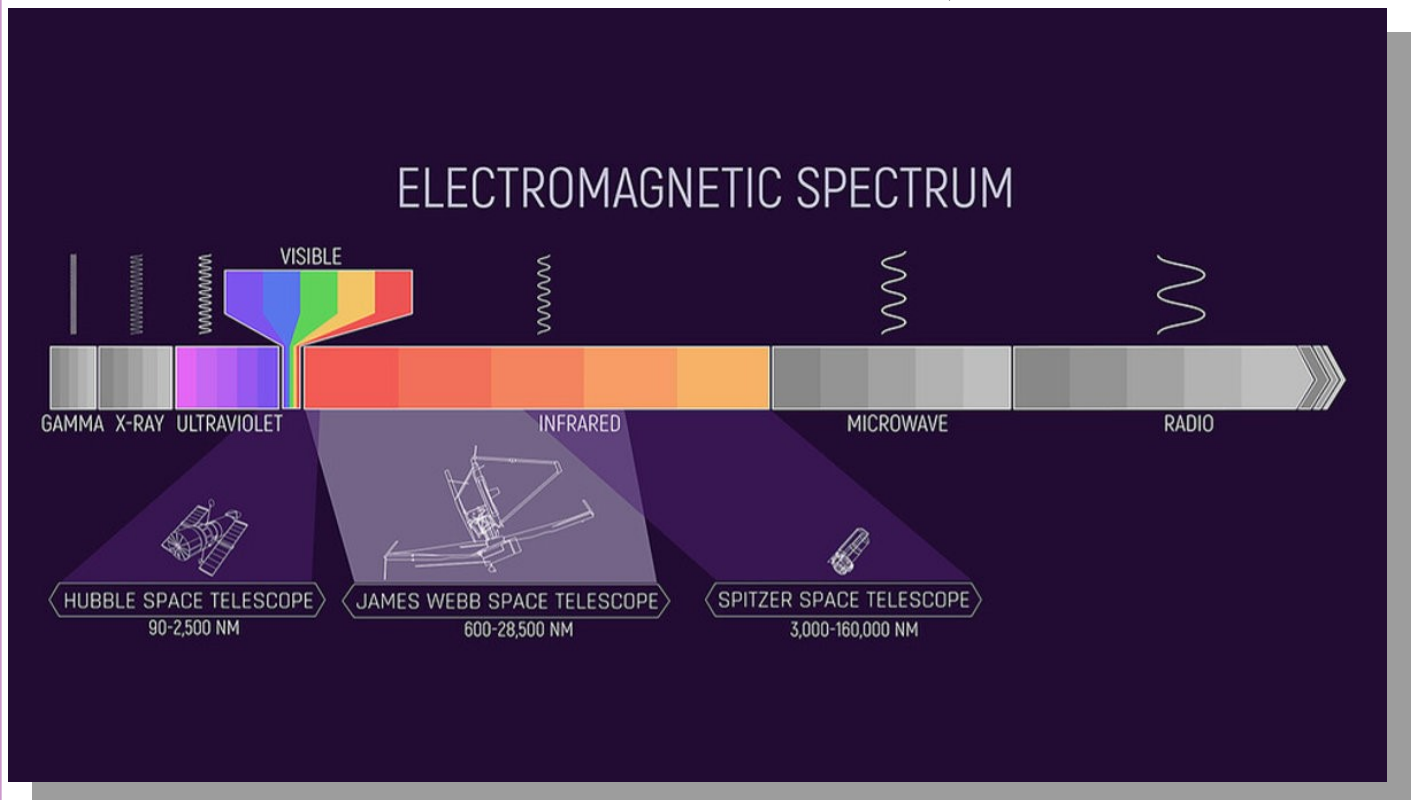 ELECTROMAGNETIC SPECTRUM
VISIBLE
GAMMA
X-RAY
ULTRAVIOLET
INFRARED
MICROWAVE
RADIO
HUBBLE SPACE TELESCOPE
90-2,500 NM
JAMES WEBB SPACE TELESCOPE
600-28,500 NM
SPITZER SPACE TELESCOPE
3,000-160,000 NM